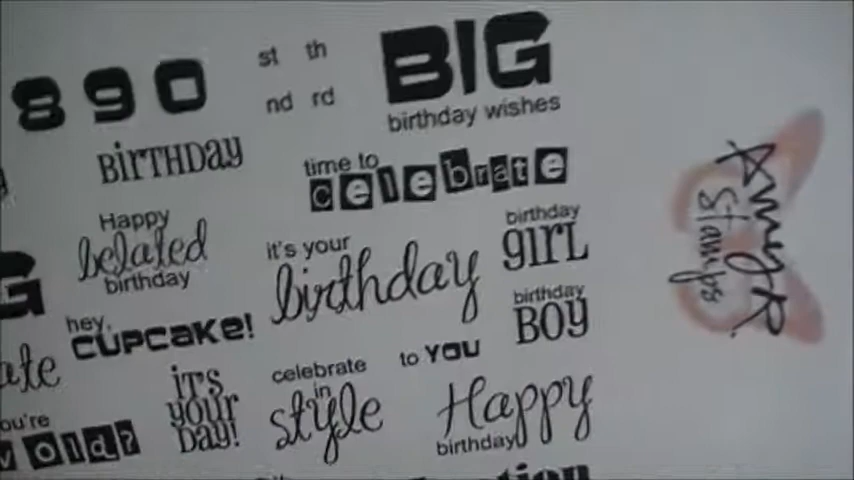 8 9 0
st th
nd rd
BIG
birthday wishes
BiRTHDAY
time to
celebrate
Happy
belated
birthday
it's your
birthday
birthday
giRL
hey,
CUPCAKE!
birthday
BOY
to YOU
it's
your
DAY!
celebrate
in
style
Happy
birthday
old?
AmyR.
Stamps